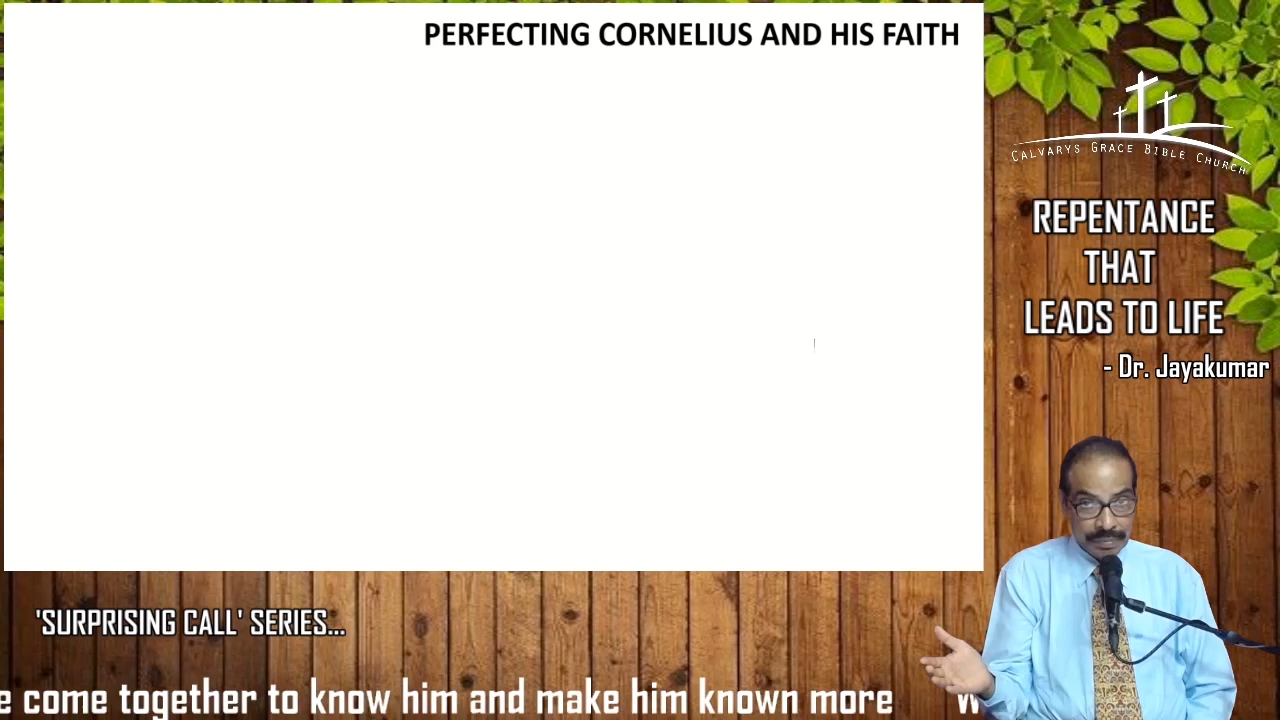 PERFECTING CORNELIUS AND HIS FAITH
CALVARYS GRACE BIBLE CHURCH
REPENTANCE
THAT
LEADS TO LIFE
- Dr. Jayakumar
'SURPRISING CALL' SERIES...
e come together to know him and make him known more